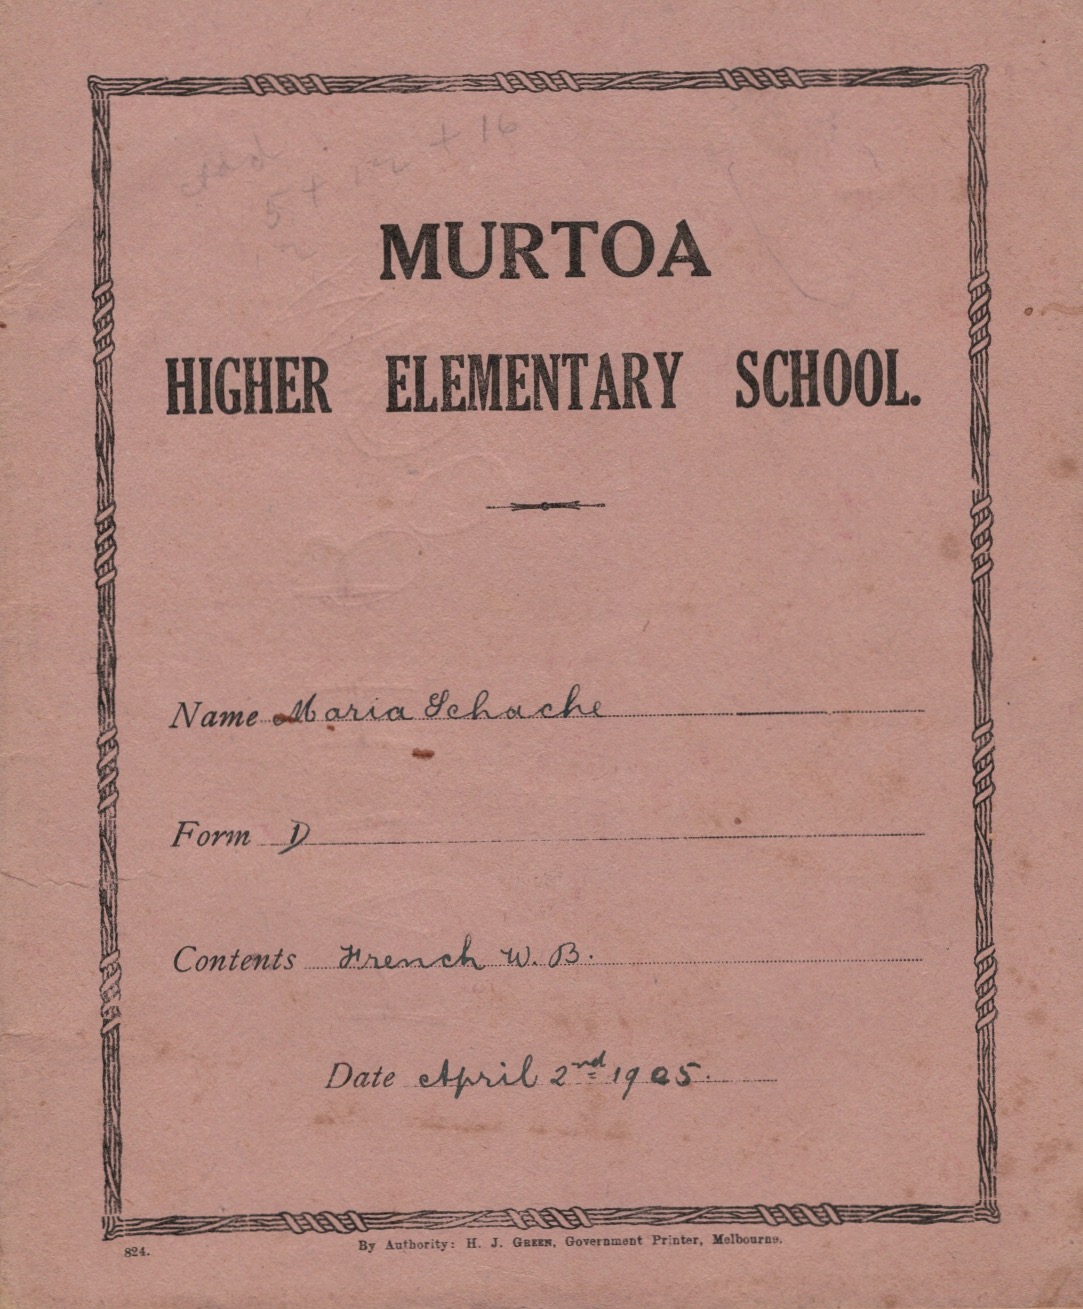 MURTOA
HIGHER ELEMENTARY SCHOOL.
Name Maria Schache
Form D
Contents French W. B.
Date April 2nd 1925.
824.
By Authority: H. J. GREEN, Government Printer, Melbourne.